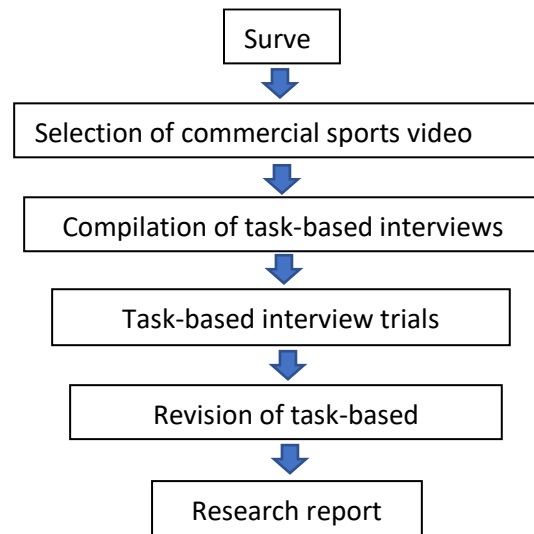 Surve
Selection of commercial sports video
Compilation of task-based interviews
Task-based interview trials
Revision of task-based
Research report